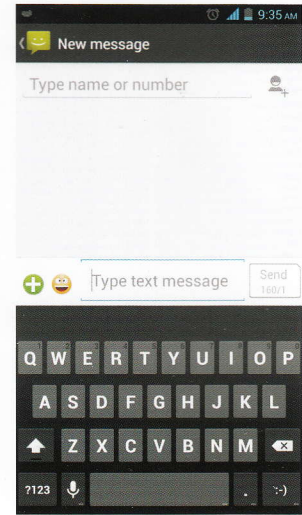 9:35 AM
New message
Type name or number
Type text message
Send
160/1
Q W E R T Y U I O P
A S D F G H J K L
Z X C V B N M
?123 . :-)